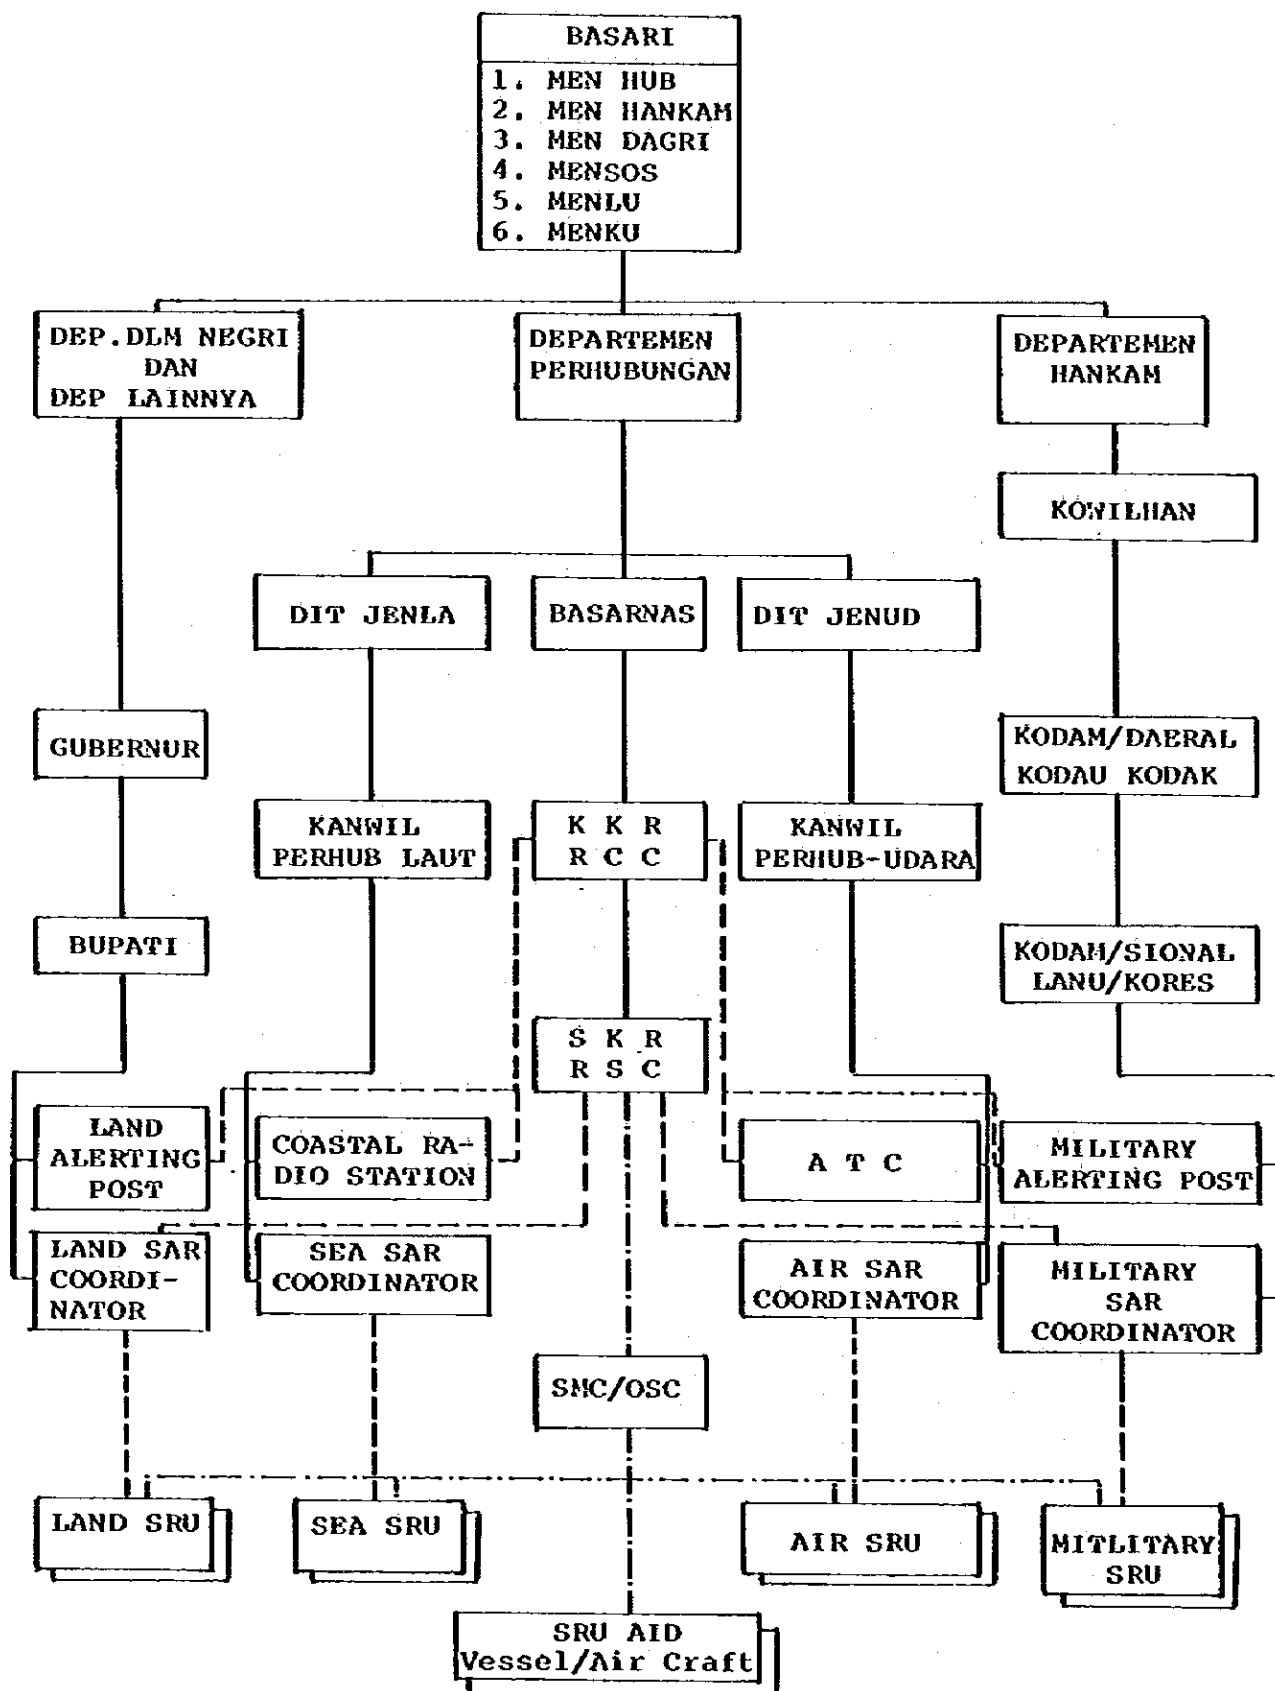 BASARI
1. MEN HUB
2. MEN HANKAM
3. MEN DAGRI
4. MENSOS
5. MENLU
6. MENKU
DEP.DLM NEGRI
DAN
DEP LAINNYA
DEPARTEMEN
PERHUBUNGAN
DEPARTEMEN
HANKAM
KOWILHAN
DIT JENLA
BASARNAS
DIT JENUD
GUBERNUR
KODAM/DAERAL
KODAU KODAK
KANWIL
PERHUB LAUT
K K R
R C C
KANWIL
PERHUB-UDARA
BUPATI
KODAM/SIONAL
LANU/KORES
S K R
R S C
LAND
ALERTING
POST
COASTAL RA-
DIO STATION
A T C
MILITARY
ALERTING POST
LAND SAR
COORDI-
NATOR
SEA SAR
COORDINATOR
AIR SAR
COORDINATOR
MILITARY
SAR
COORDINATOR
SMC/OSC
LAND SRU
SEA SRU
AIR SRU
MITLITARY
SRU
SRU AID
Vessel/Air Craft